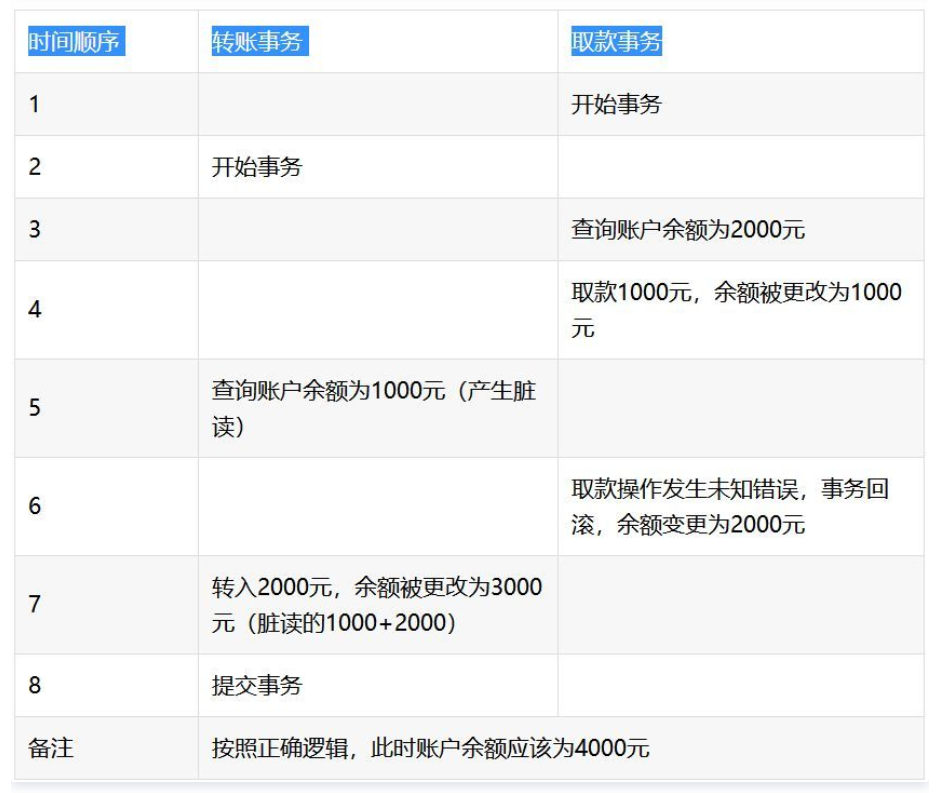 时间顺序 转账事务 取款事务
1 开始事务
2 开始事务
3 查询账户余额为2000元
4 取款1000元，余额被更改为1000
元
5 查询账户余额为1000元（产生脏
读）
6 取款操作发生未知错误，事务回
滚，余额变更为2000元
7 转入2000元，余额被更改为3000
元（脏读的1000+2000）
8 提交事务
备注 按照正确逻辑，此时账户余额应该为4000元